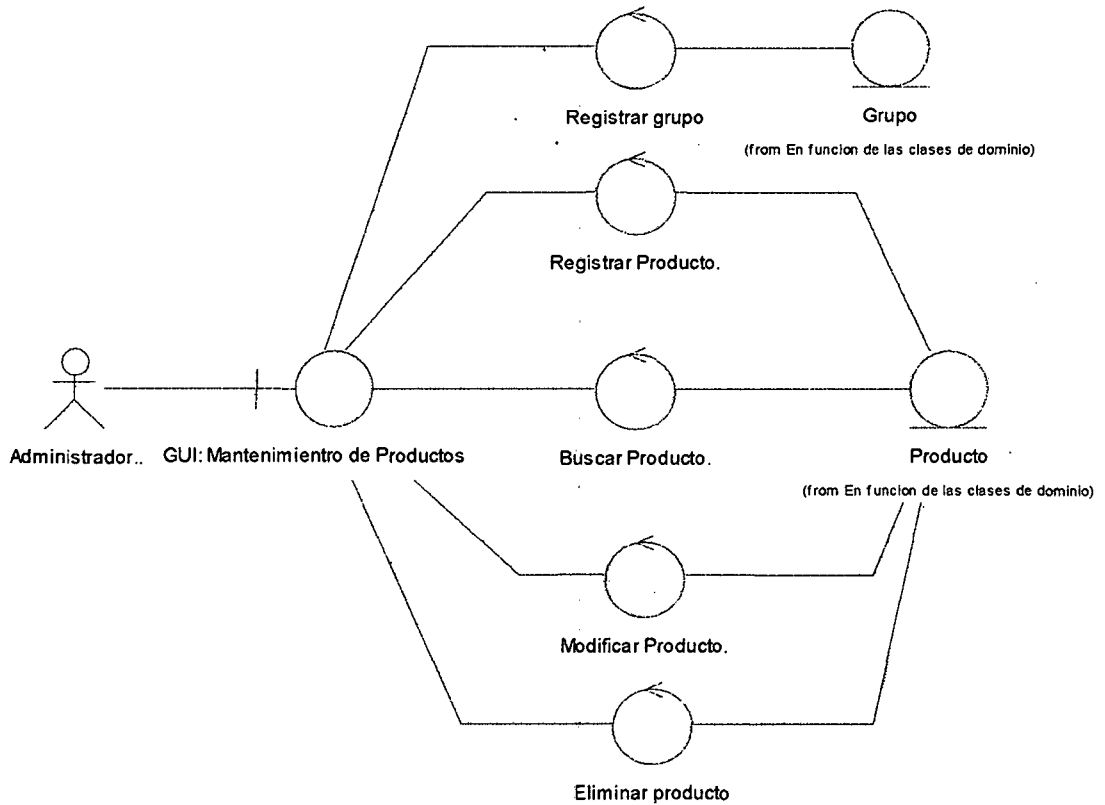 Registrar grupo
Grupo
(from En funcion de las clases de dominio)
Registrar Producto.
Administrador..
GUI: Mantenimientro de Productos
Buscar Producto.
Producto
(from En funcion de las clases de dominio)
Modificar Producto.
Eliminar producto